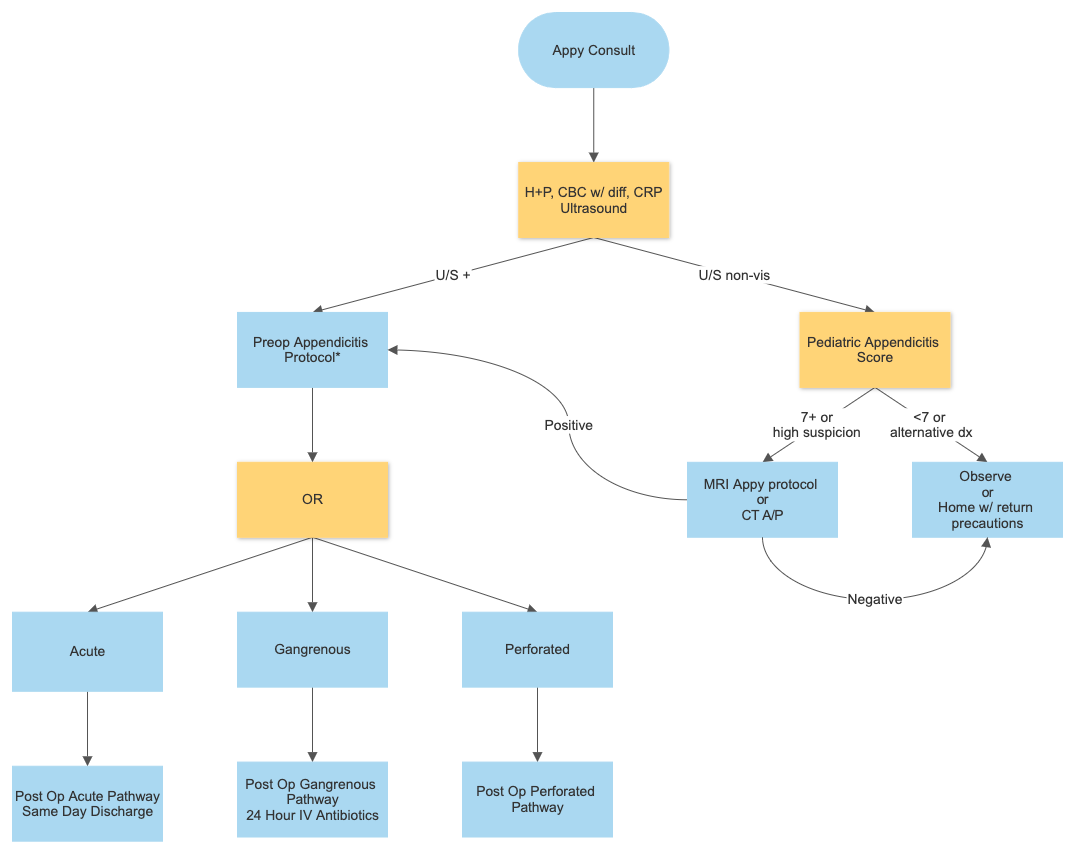 Appy Consult
H+P, CBC w/ diff, CRP
Ultrasound
U/S +
U/S non-vis
Preop Appendicitis
Protocol*
Pediatric Appendicitis
Score
Positive
7+ or
high suspicion
<7 or
alternative dx
OR
MRI Appy protocol
or
CT A/P
Observe
or
Home w/ return
precautions
Negative
Acute
Gangrenous
Perforated
Post Op Acute Pathway
Same Day Discharge
Post Op Gangrenous
Pathway
24 Hour IV Antibiotics
Post Op Perforated
Pathway